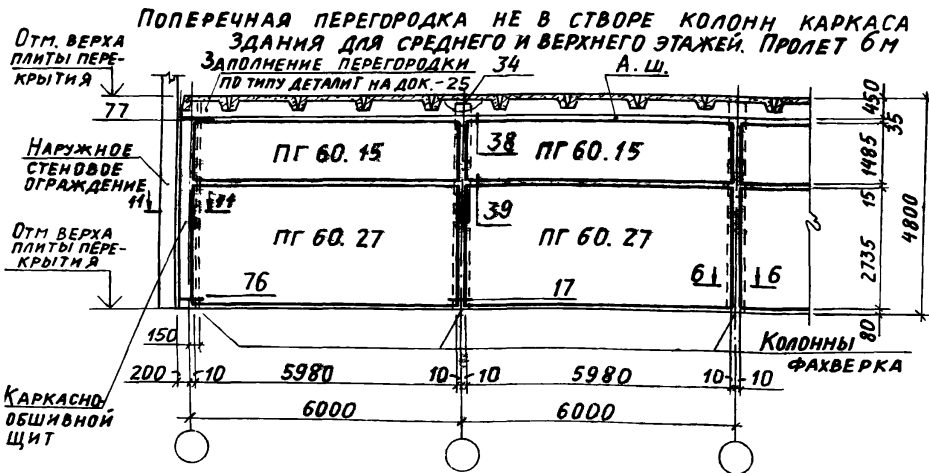 ПОПЕРЕЧНАЯ ПЕРЕГОРОДКА НЕ В СТВОРЕ КОЛОНН КАРКАСА
ЗДАНИЯ ДЛЯ СРЕДНЕГО И ВЕРХНЕГО ЭТАЖЕЙ. ПРОЛЕТ 6М
ОТМ. ВЕРХА
ПЛИТЫ ПЕРЕ-
КРЫТИЯ
ЗАПОЛНЕНИЕ ПЕРЕГОРОДКИ
ПО ТИПУ ДЕТАЛИ Т НА ДОК.-25
34
А.Ш.
77
450
35
НАРУЖНОЕ
СТЕНОВОЕ
ОГРАЖДЕНИЕ
ПГ 60.15
38
ПГ 60.15
1485
11
11
39
15
4800
ОТМ ВЕРХА
ПЛИТЫ ПЕРЕ-
КРЫТИЯ
ПГ 60.27
ПГ 60.27
2735
6
6
76
17
80
150
КОЛОННЫ
ФАХВЕРКА
200
10
5980
10
10
5980
10
10
КАРКАСНО-
ОБШИВНОЙ
ЩИТ
6000
6000